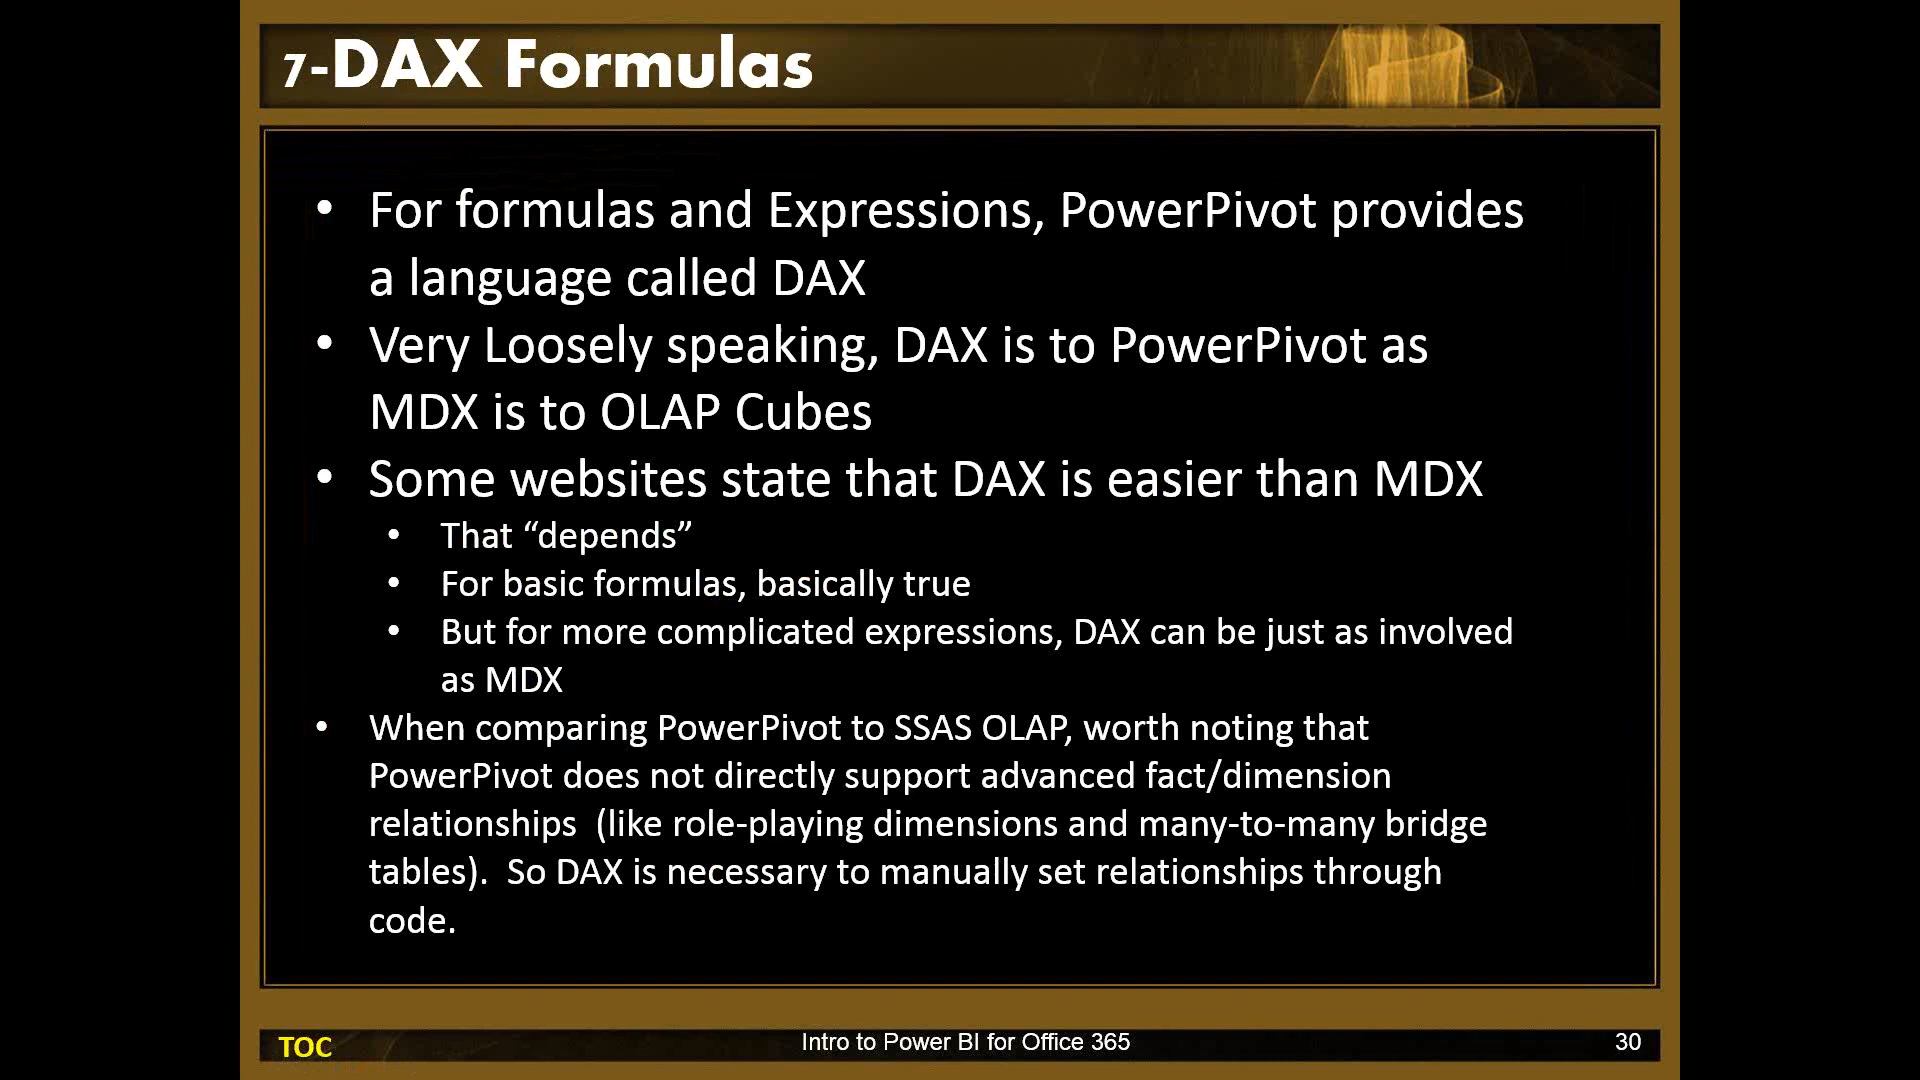 7-DAX Formulas
• For formulas and Expressions, PowerPivot provides
a language called DAX
• Very Loosely speaking, DAX is to PowerPivot as
MDX is to OLAP Cubes
• Some websites state that DAX is easier than MDX
• That “depends”
• For basic formulas, basically true
• But for more complicated expressions, DAX can be just as involved
as MDX
• When comparing PowerPivot to SSAS OLAP, worth noting that
PowerPivot does not directly support advanced fact/dimension
relationships  (like role-playing dimensions and many-to-many bridge
tables).  So DAX is necessary to manually set relationships through
code.
TOC
Intro to Power BI for Office 365
30